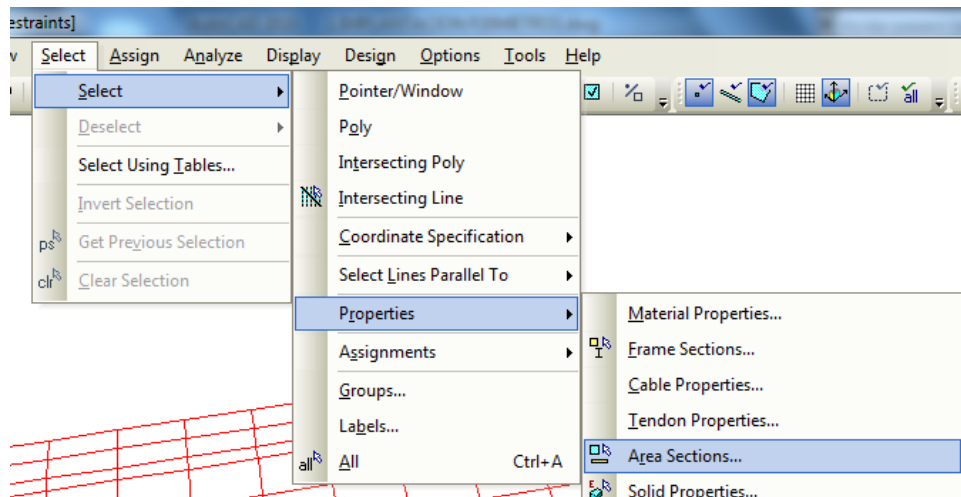 estraints]
Select Assign Analyze Display Design Options Tools Help
Select
Deselect
Select Using Tables...
Invert Selection
ps Get Previous Selection
clr Clear Selection
Pointer/Window
Poly
Intersecting Poly
Intersecting Line
Coordinate Specification
Select Lines Parallel To
Properties
Assignments
Groups...
Labels...
all All Ctrl+A
Material Properties...
Frame Sections...
Cable Properties...
Tendon Properties...
Area Sections...
Solid Properties...
all